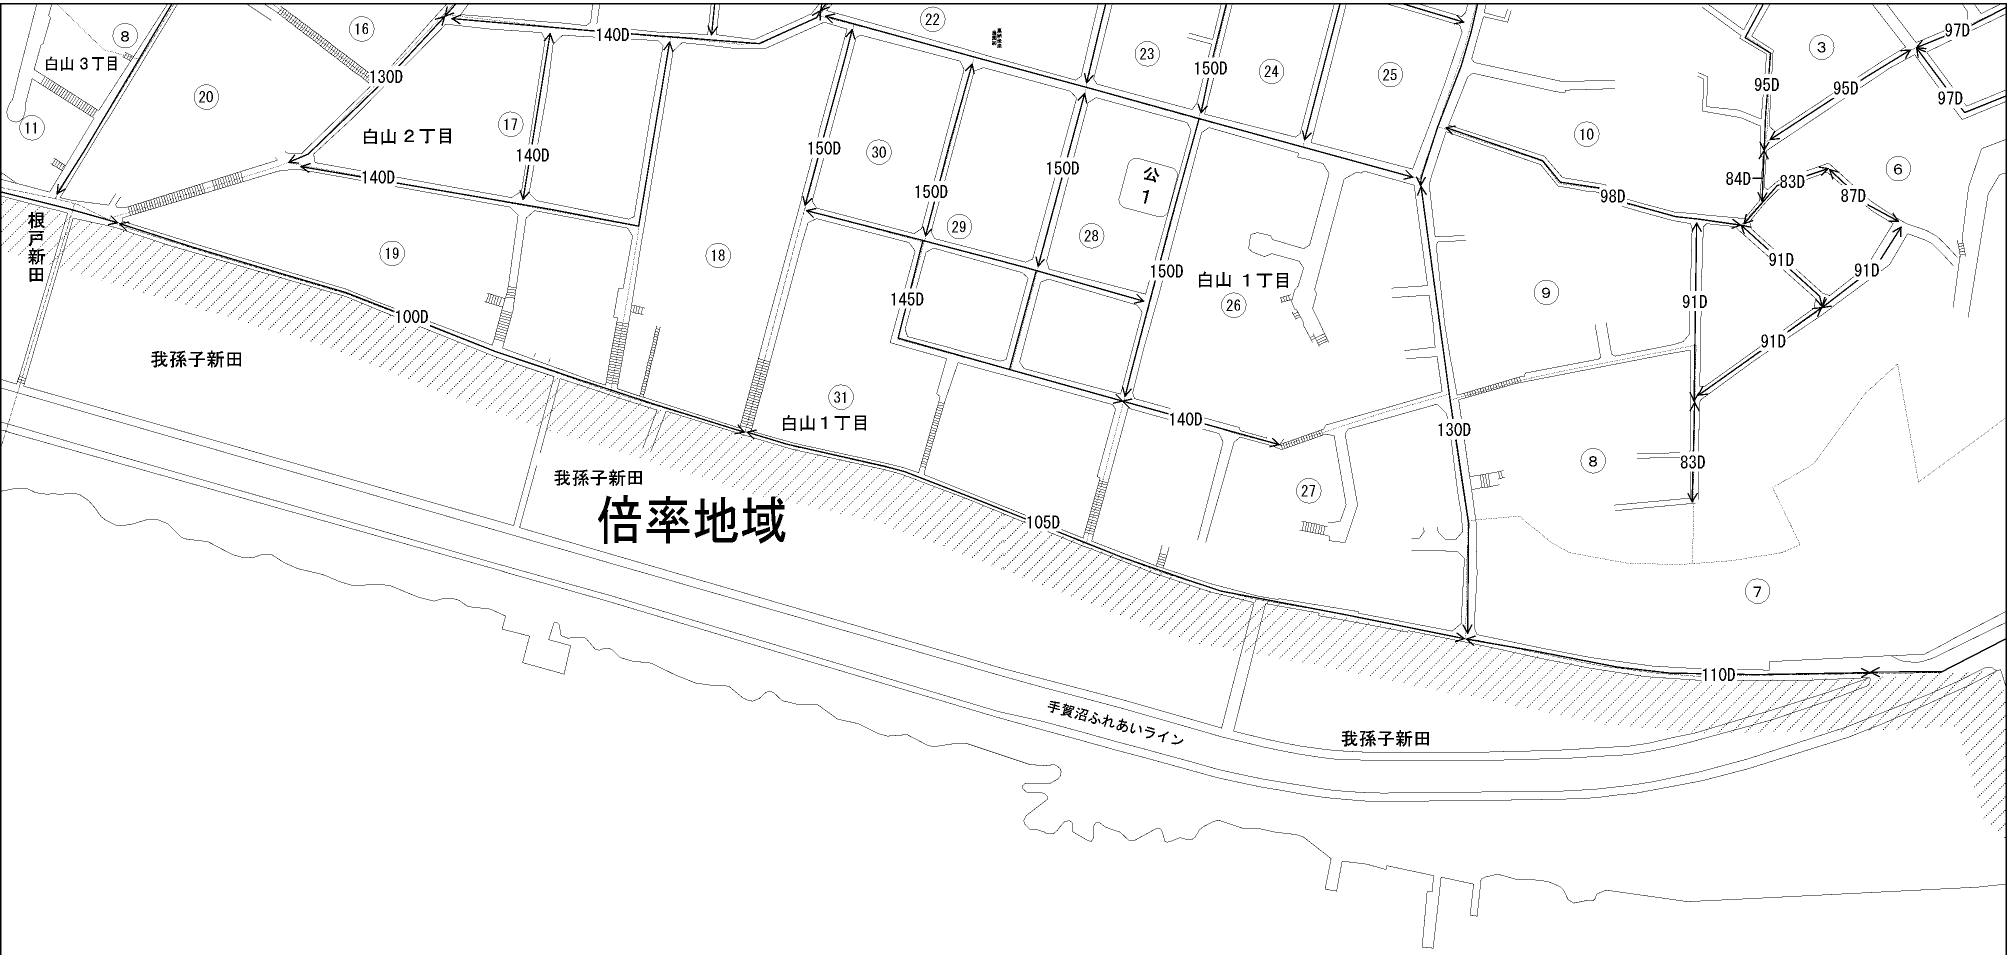 ⑧
⑯
㉒
140D
白山3丁目
130D
⑳
⑪
白山2丁目
⑰
140D
140D
根戸新田
⑲
100D
我孫子新田
⑱
150D
㉚
150D
㉙
150D
㉘
公1
150D
㉓
㉔
㉕
150D
白山1丁目
㉖
145D
㉛
白山1丁目
140D
130D
㉗
105D
我孫子新田
倍率地域
手賀沼ふれあいライン
我孫子新田
110D
③
97D
95D
95D
97D
⑩
⑥
84D
83D
87D
98D
91D
91D
⑨
91D
91D
⑧
83D
⑦